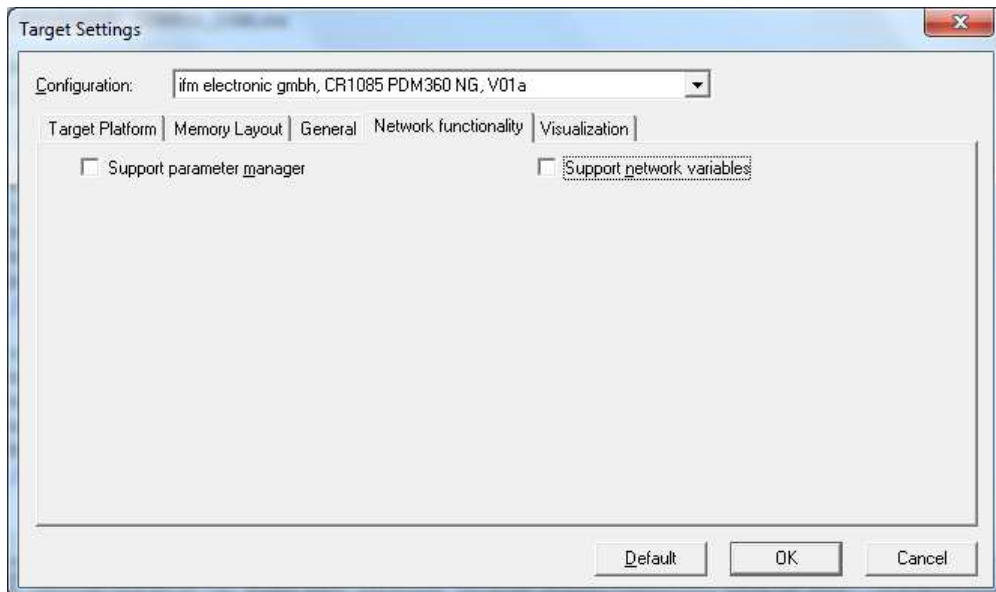 Target Settings
Configuration: ifm electronic gmbh, CR1085 PDM360 NG, V01a
Target Platform Memory Layout General Network functionality Visualization
Support parameter manager Support network variables
Default OK Cancel